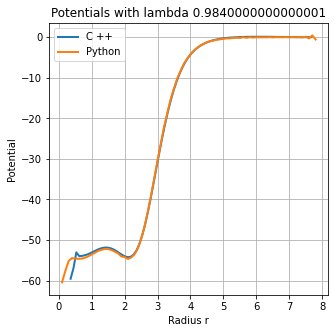 Potentials with lambda 0.9840000000000001
C ++
Python
0
−10
−20
−30
−40
−50
−60
Potential
0 1 2 3 4 5 6 7 8
Radius r